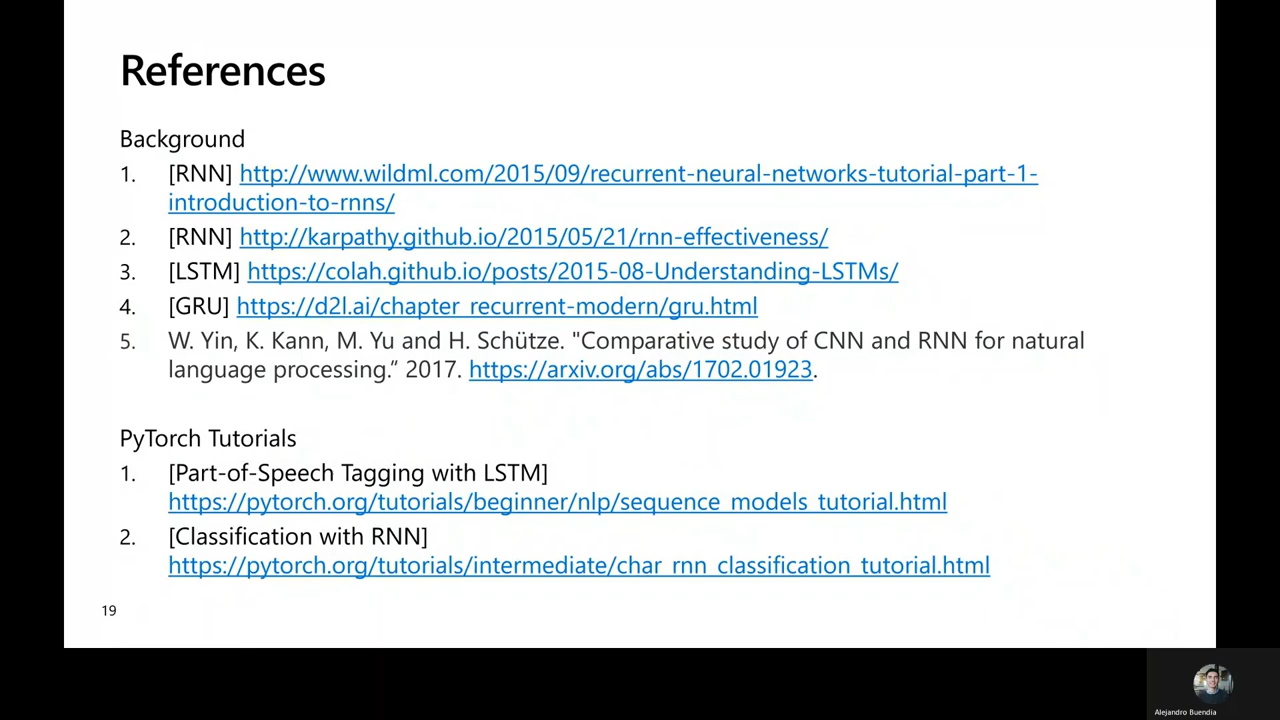 References
Background
1. [RNN] http://www.wildml.com/2015/09/recurrent-neural-networks-tutorial-part-1-
introduction-to-rnns/
2. [RNN] http://karpathy.github.io/2015/05/21/rnn-effectiveness/
3. [LSTM] https://colah.github.io/posts/2015-08-Understanding-LSTMs/
4. [GRU] https://d2l.ai/chapter_recurrent-modern/gru.html
5. W. Yin, K. Kann, M. Yu and H. Schütze. "Comparative study of CNN and RNN for natural
language processing.“ 2017. https://arxiv.org/abs/1702.01923.
PyTorch Tutorials
1. [Part-of-Speech Tagging with LSTM]
https://pytorch.org/tutorials/beginner/nlp/sequence_models_tutorial.html
2. [Classification with RNN]
https://pytorch.org/tutorials/intermediate/char_rnn_classification_tutorial.html
19
Alejandro Buendia